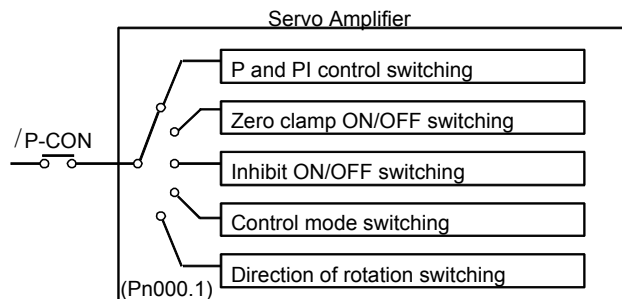 Servo Amplifier
P and PI control switching
Zero clamp ON/OFF switching
/P-CON
Inhibit ON/OFF switching
Control mode switching
Direction of rotation switching
(Pn000.1)